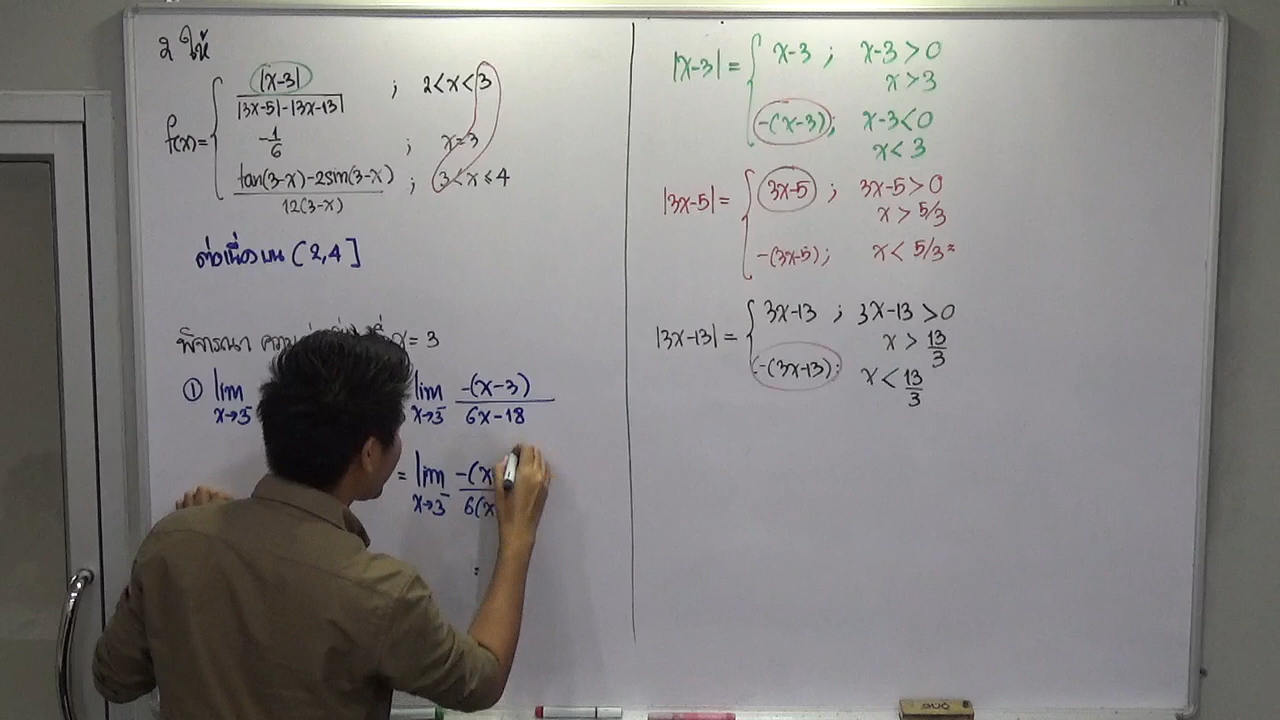 2 ให้
f(x)= |x-3| / |3x-5|-|3x-13| ; 2<x<3
-1/6 ; x=3
tan(3-x)-2sin(3-x) / 12(3-x) ; 3<x≤4
ต่อเนื่องบน (2,4]
พิจารณา x=3
① lim x→3⁻ lim x→3⁻ -(x-3) / 6x-18
= lim x→3⁻ -(x / 6(x
=
|x-3| = x-3 ; x-3>0
x>3
-(x-3); x-3<0
x<3
|3x-5| = 3x-5 ; 3x-5>0
x>5/3
-(3x-5); x<5/3
|3x-13| = 3x-13 ; 3x-13>0
x>13/3
-(3x-13); x<13/3